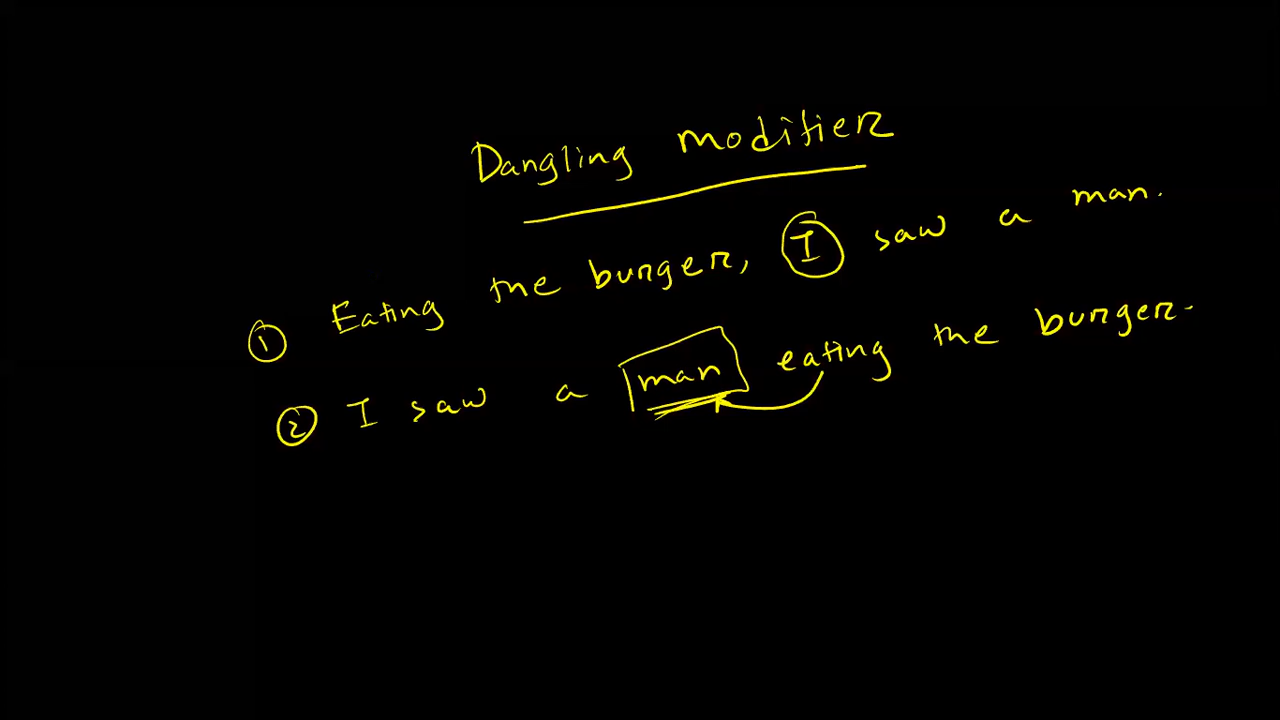 Dangling modifier
① Eating the burger, I saw a man.
② I saw a man eating the burger.